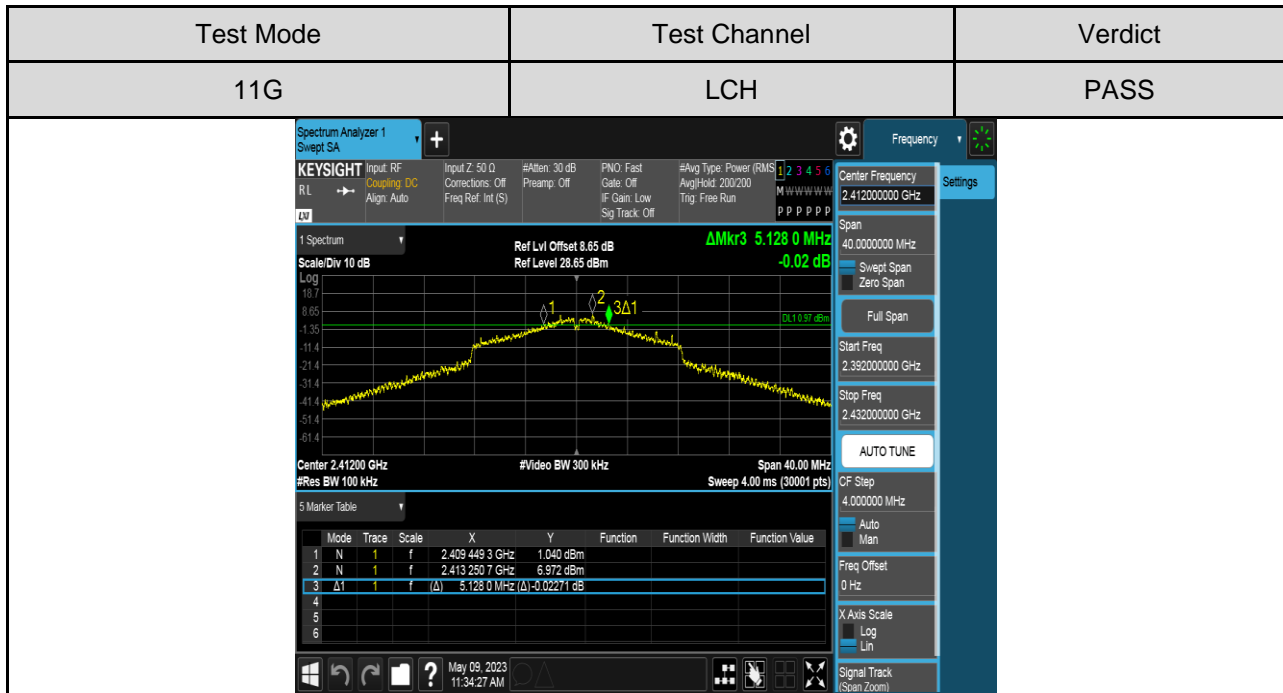 Test Mode Test Channel Verdict
11G LCH PASS
Spectrum Analyzer 1
Swept SA
+
Frequency
KEYSIGHT Input: RF Input Z: 50 Ω #Atten: 30 dB PNO: Fast #Avg Type: Power (RMS 1 2 3 4 5 6
RL Coupling: DC Corrections: Off Preamp: Off Gate: Off Avg|Hold: 200/200 M W W W W W
Align: Auto Freq Ref: Int (S) IF Gain: Low Trig: Free Run
LXI Sig Track: Off P P P P P P
1 Spectrum Ref Lvl Offset 8.65 dB ΔMkr3 5.128 0 MHz
Scale/Div 10 dB Ref Level 28.65 dBm -0.02 dB
Log
18.7
8.65
-1.35
-11.4
-21.4
-31.4
-41.4
-51.4
-61.4
1
2
3Δ1
DL1 0.97 dBm
Center 2.41200 GHz #Video BW 300 kHz Span 40.00 MHz
#Res BW 100 kHz Sweep 4.00 ms (30001 pts)
5 Marker Table
Mode Trace Scale X Y Function Function Width Function Value
1 N 1 f 2.409 449 3 GHz 1.040 dBm
2 N 1 f 2.413 250 7 GHz 6.972 dBm
3 Δ1 1 f (Δ) 5.128 0 MHz (Δ) -0.02271 dB
4
5
6
?
May 09, 2023
11:34:27 AM
Center Frequency
2.412000000 GHz
Settings
Span
40.0000000 MHz
Swept Span
Zero Span
Full Span
Start Freq
2.392000000 GHz
Stop Freq
2.432000000 GHz
AUTO TUNE
CF Step
4.000000 MHz
Auto
Man
Freq Offset
0 Hz
X Axis Scale
Log
Lin
Signal Track
(Span Zoom)